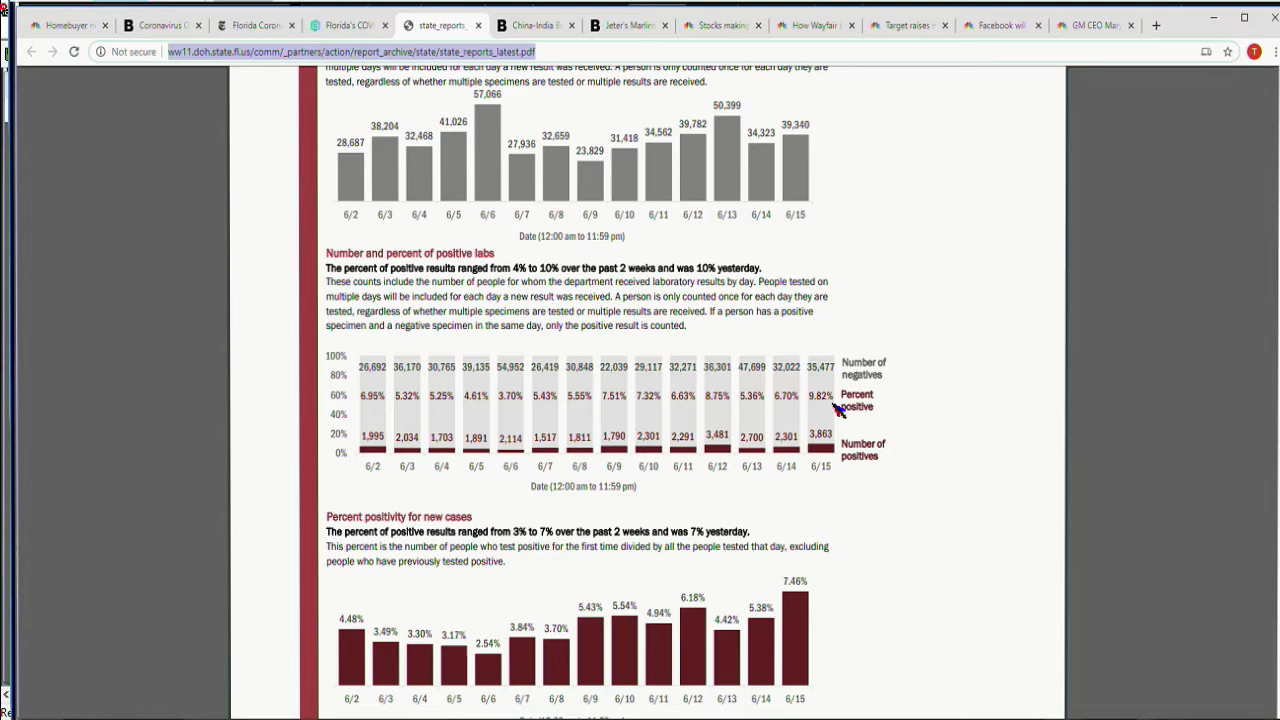 Homebuyer m
Coronavirus C
Florida Coron
Florida's COVI
state_reports_
China-India B
Jeter's Marlin
Stocks making
How Wayfair
Target raises
Facebook wil
GM CEO Mar
Not secure
ww11.doh.state.fl.us/comm/_partners/action/report_archive/state/state_reports_latest.pdf
T
multiple days will be included for each day a new result was received. A person is only counted once for each day they are
tested, regardless of whether multiple specimens are tested or multiple results are received.
28,687 38,204 32,468 41,026 57,066 27,936 32,659 23,829 31,418 34,562 39,782 50,399 34,323 39,340
6/2 6/3 6/4 6/5 6/6 6/7 6/8 6/9 6/10 6/11 6/12 6/13 6/14 6/15
Date (12:00 am to 11:59 pm)
Number and percent of positive labs
The percent of positive results ranged from 4% to 10% over the past 2 weeks and was 10% yesterday.
These counts include the number of people for whom the department received laboratory results by day. People tested on
multiple days will be included for each day a new result was received. A person is only counted once for each day they are
tested, regardless of whether multiple specimens are tested or multiple results are received. If a person has a positive
specimen and a negative specimen in the same day, only the positive result is counted.
100%
26,692 36,170 30,765 39,135 54,952 26,419 30,848 22,039 29,117 32,271 36,301 47,699 32,022 35,477
Number of
negatives
80%
60%
6.95% 5.32% 5.25% 4.61% 3.70% 5.43% 5.55% 7.51% 7.32% 6.63% 8.75% 5.36% 6.70% 9.82%
Percent
positive
40%
20%
1,995 2,034 1,703 1,891 2,114 1,517 1,811 1,790 2,301 2,291 3,481 2,700 2,301 3,863
Number of
positives
0%
6/2 6/3 6/4 6/5 6/6 6/7 6/8 6/9 6/10 6/11 6/12 6/13 6/14 6/15
Date (12:00 am to 11:59 pm)
Percent positivity for new cases
The percent of positive results ranged from 3% to 7% over the past 2 weeks and was 7% yesterday.
This percent is the number of people who test positive for the first time divided by all the people tested that day, excluding
people who have previously tested positive.
4.48% 3.49% 3.30% 3.17% 2.54% 3.84% 3.70% 5.43% 5.54% 4.94% 6.18% 4.42% 5.38% 7.46%
6/2 6/3 6/4 6/5 6/6 6/7 6/8 6/9 6/10 6/11 6/12 6/13 6/14 6/15
Re